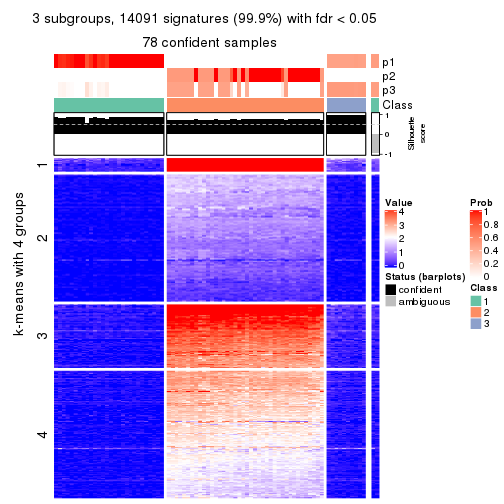 3 subgroups, 14091 signatures (99.9%) with fdr < 0.05
78 confident samples
p1
p2
p3
Class
1
0
-1
Silhouette
score
k-means with 4 groups
1
2
3
4
Value
4
3
2
1
0
Status (barplots)
confident
ambiguous
Prob
1
0.8
0.6
0.4
0.2
0
Class
1
2
3